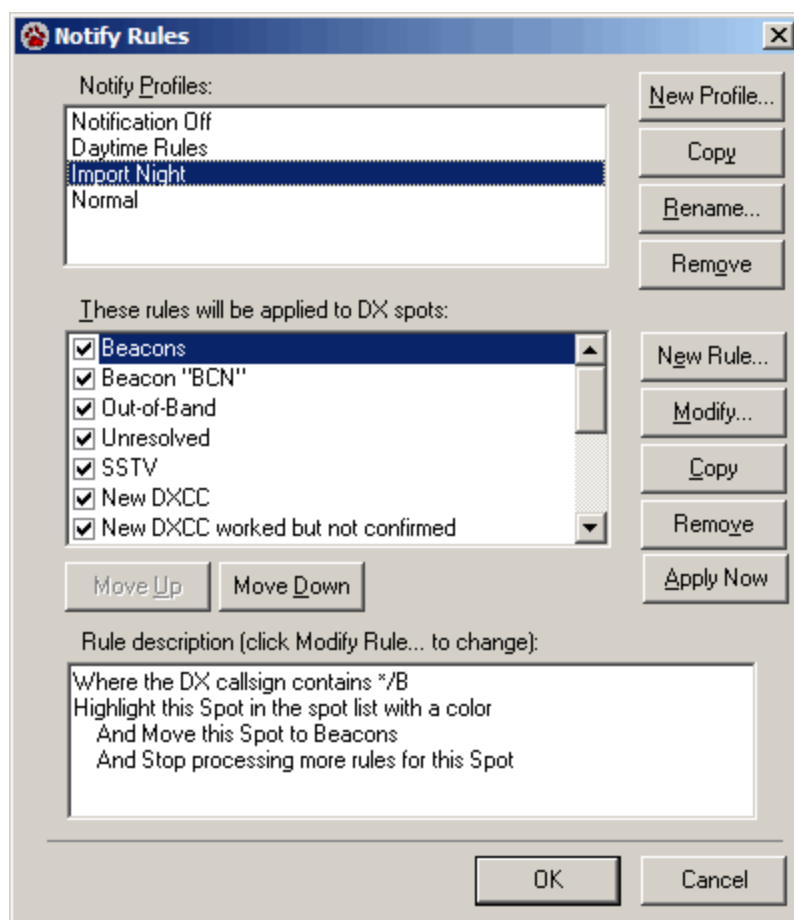 Notify Rules
Notify Profiles:
Notification Off
Daytime Rules
Import Night
Normal
New Profile...
Copy
Rename...
Remove
These rules will be applied to DX spots:
Beacons
Beacon "BCN"
Out-of-Band
Unresolved
SSTV
New DXCC
New DXCC worked but not confirmed
New Rule...
Modify...
Copy
Remove
Apply Now
Move Up
Move Down
Rule description (click Modify Rule... to change):
Where the DX callsign contains */B
Highlight this Spot in the spot list with a color
And Move this Spot to Beacons
And Stop processing more rules for this Spot
OK
Cancel